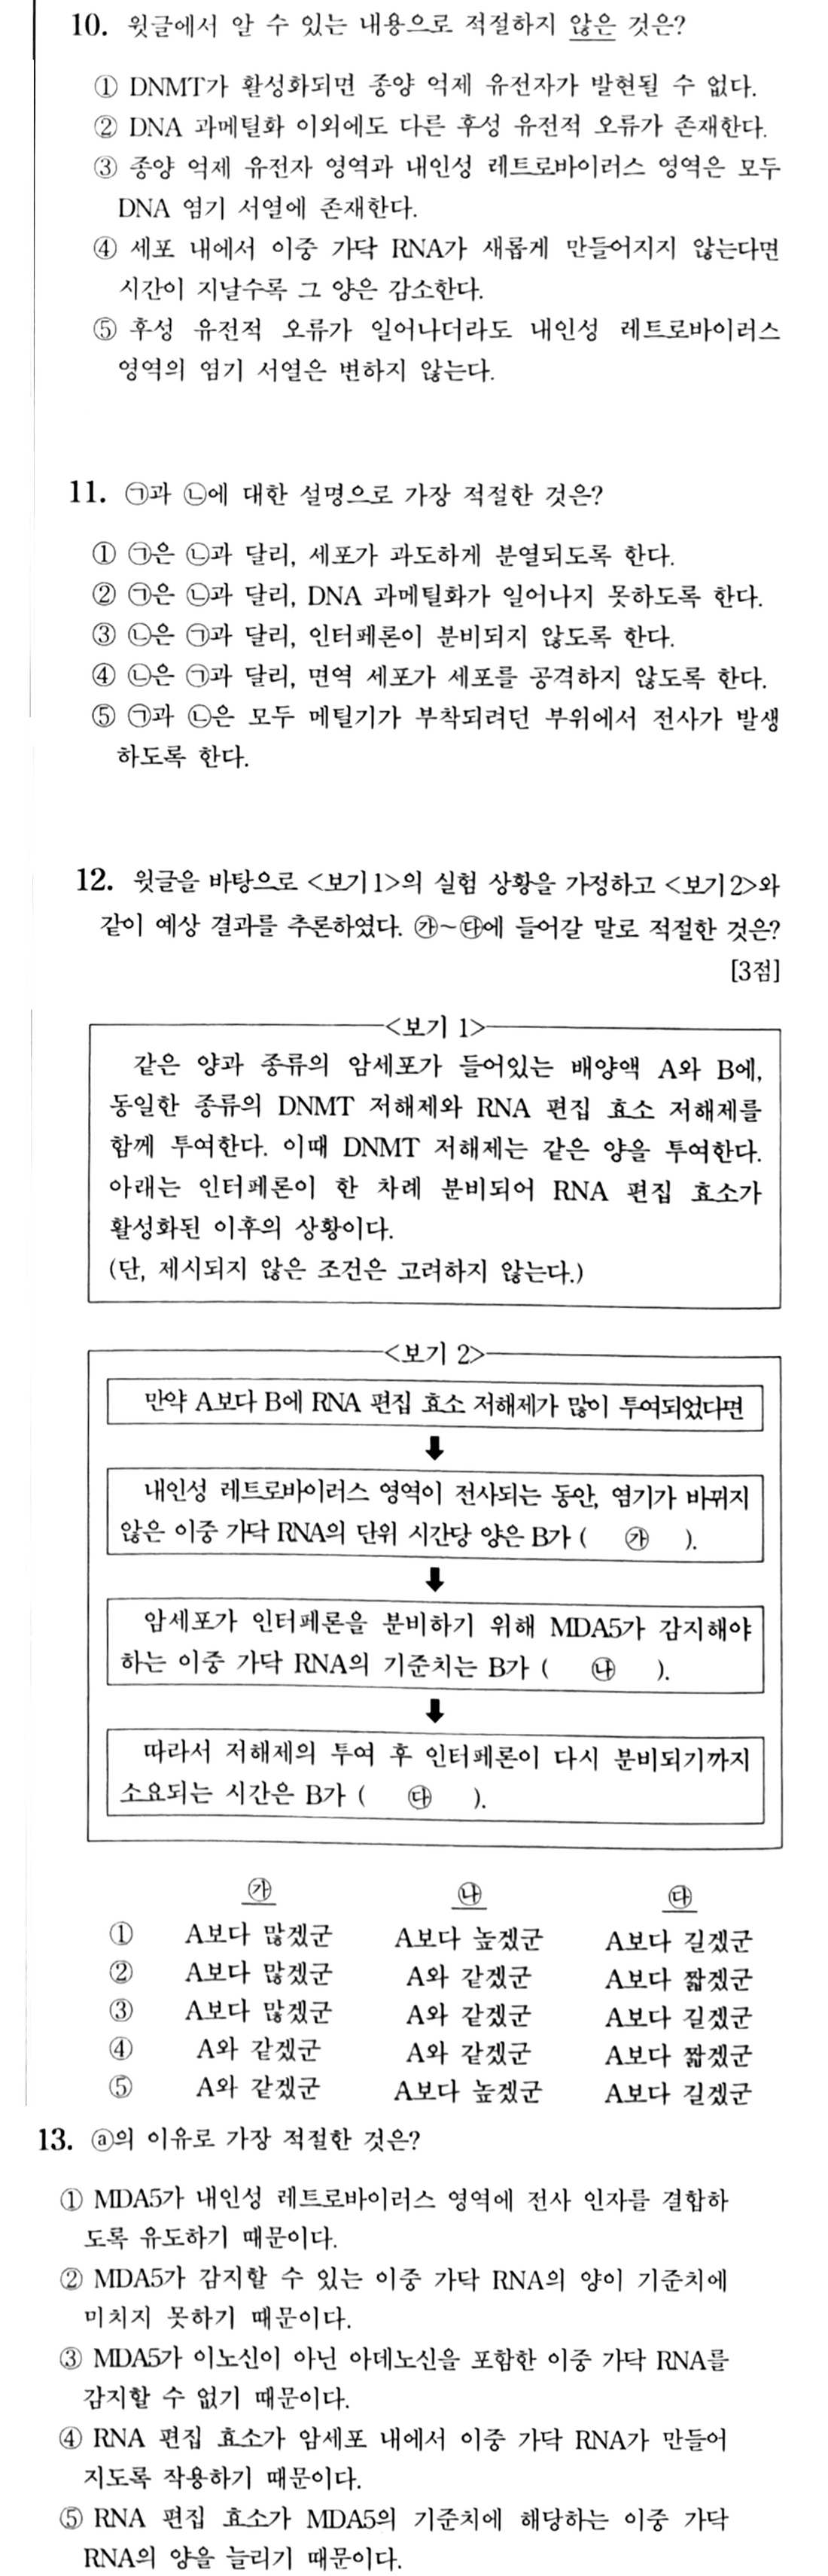 10. 윗글에서 알 수 있는 내용으로 적절하지 않은 것은?
① DNMT가 활성화되면 종양 억제 유전자가 발현될 수 없다.
② DNA 과메틸화 이외에도 다른 후성 유전적 오류가 존재한다.
③ 종양 억제 유전자 영역과 내인성 레트로바이러스 영역은 모두
DNA 염기 서열에 존재한다.
④ 세포 내에서 이중 가닥 RNA가 새롭게 만들어지지 않는다면
시간이 지날수록 그 양은 감소한다.
⑤ 후성 유전적 오류가 일어나더라도 내인성 레트로바이러스
영역의 염기 서열은 변하지 않는다.
11. ㉠과 ㉡에 대한 설명으로 가장 적절한 것은?
① ㉠은 ㉡과 달리, 세포가 과도하게 분열되도록 한다.
② ㉠은 ㉡과 달리, DNA 과메틸화가 일어나지 못하도록 한다.
③ ㉡은 ㉠과 달리, 인터페론이 분비되지 않도록 한다.
④ ㉡은 ㉠과 달리, 면역 세포가 세포를 공격하지 않도록 한다.
⑤ ㉠과 ㉡은 모두 메틸기가 부착되려던 부위에서 전사가 발생
하도록 한다.
12. 윗글을 바탕으로 <보기 1>의 실험 상황을 가정하고 <보기 2>와
같이 예상 결과를 추론하였다. ㉮~㉰에 들어갈 말로 적절한 것은?
[3점]
<보기 1>
같은 양과 종류의 암세포가 들어있는 배양액 A와 B에,
동일한 종류의 DNMT 저해제와 RNA 편집 효소 저해제를
함께 투여한다. 이때 DNMT 저해제는 같은 양을 투여한다.
아래는 인터페론이 한 차례 분비되어 RNA 편집 효소가
활성화된 이후의 상황이다.
(단, 제시되지 않은 조건은 고려하지 않는다.)
<보기 2>
만약 A보다 B에 RNA 편집 효소 저해제가 많이 투여되었다면
⬇
내인성 레트로바이러스 영역이 전사되는 동안, 염기가 바뀌지
않은 이중 가닥 RNA의 단위 시간당 양은 B가 ( ㉮ ).
⬇
암세포가 인터페론을 분비하기 위해 MDA5가 감지해야
하는 이중 가닥 RNA의 기준치는 B가 ( ㉯ ).
⬇
따라서 저해제의 투여 후 인터페론이 다시 분비되기까지
소요되는 시간은 B가 ( ㉰ ).
㉮ ㉯ ㉰
① A보다 많겠군 A보다 높겠군 A보다 길겠군
② A보다 많겠군 A와 같겠군 A보다 짧겠군
③ A보다 많겠군 A와 같겠군 A보다 길겠군
④ A와 같겠군 A와 같겠군 A보다 짧겠군
⑤ A와 같겠군 A보다 높겠군 A보다 길겠군
13. ⓐ의 이유로 가장 적절한 것은?
① MDA5가 내인성 레트로바이러스 영역에 전사 인자를 결합하
도록 유도하기 때문이다.
② MDA5가 감지할 수 있는 이중 가닥 RNA의 양이 기준치에
미치지 못하기 때문이다.
③ MDA5가 이노신이 아닌 아데노신을 포함한 이중 가닥 RNA를
감지할 수 없기 때문이다.
④ RNA 편집 효소가 암세포 내에서 이중 가닥 RNA가 만들어
지도록 작용하기 때문이다.
⑤ RNA 편집 효소가 MDA5의 기준치에 해당하는 이중 가닥
RNA의 양을 늘리기 때문이다.